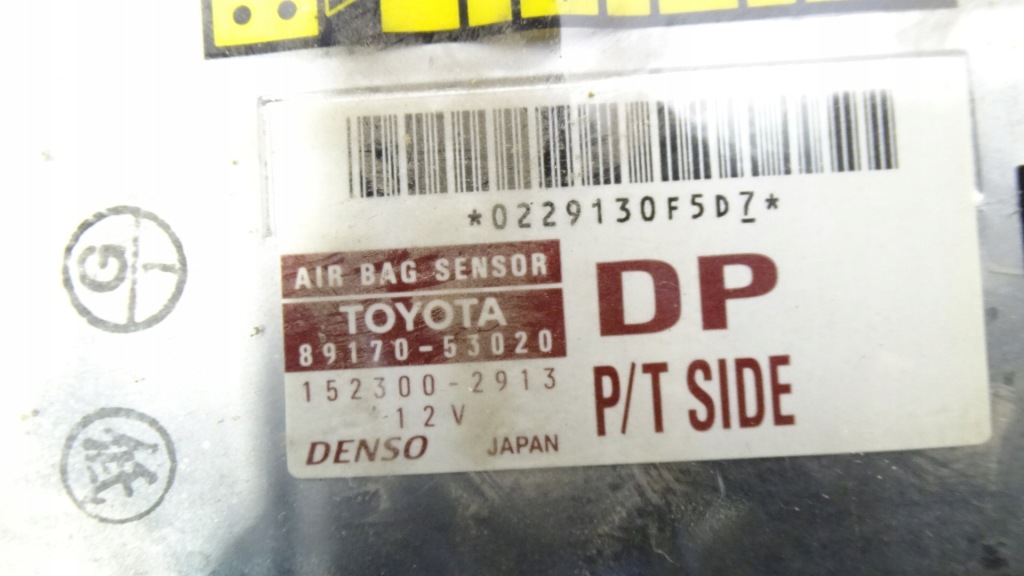 *0229130F5D7*
AIR BAG SENSOR
TOYOTA
89170-53020
152300-2913
12V
DENSO JAPAN
DP
P/T SIDE
G